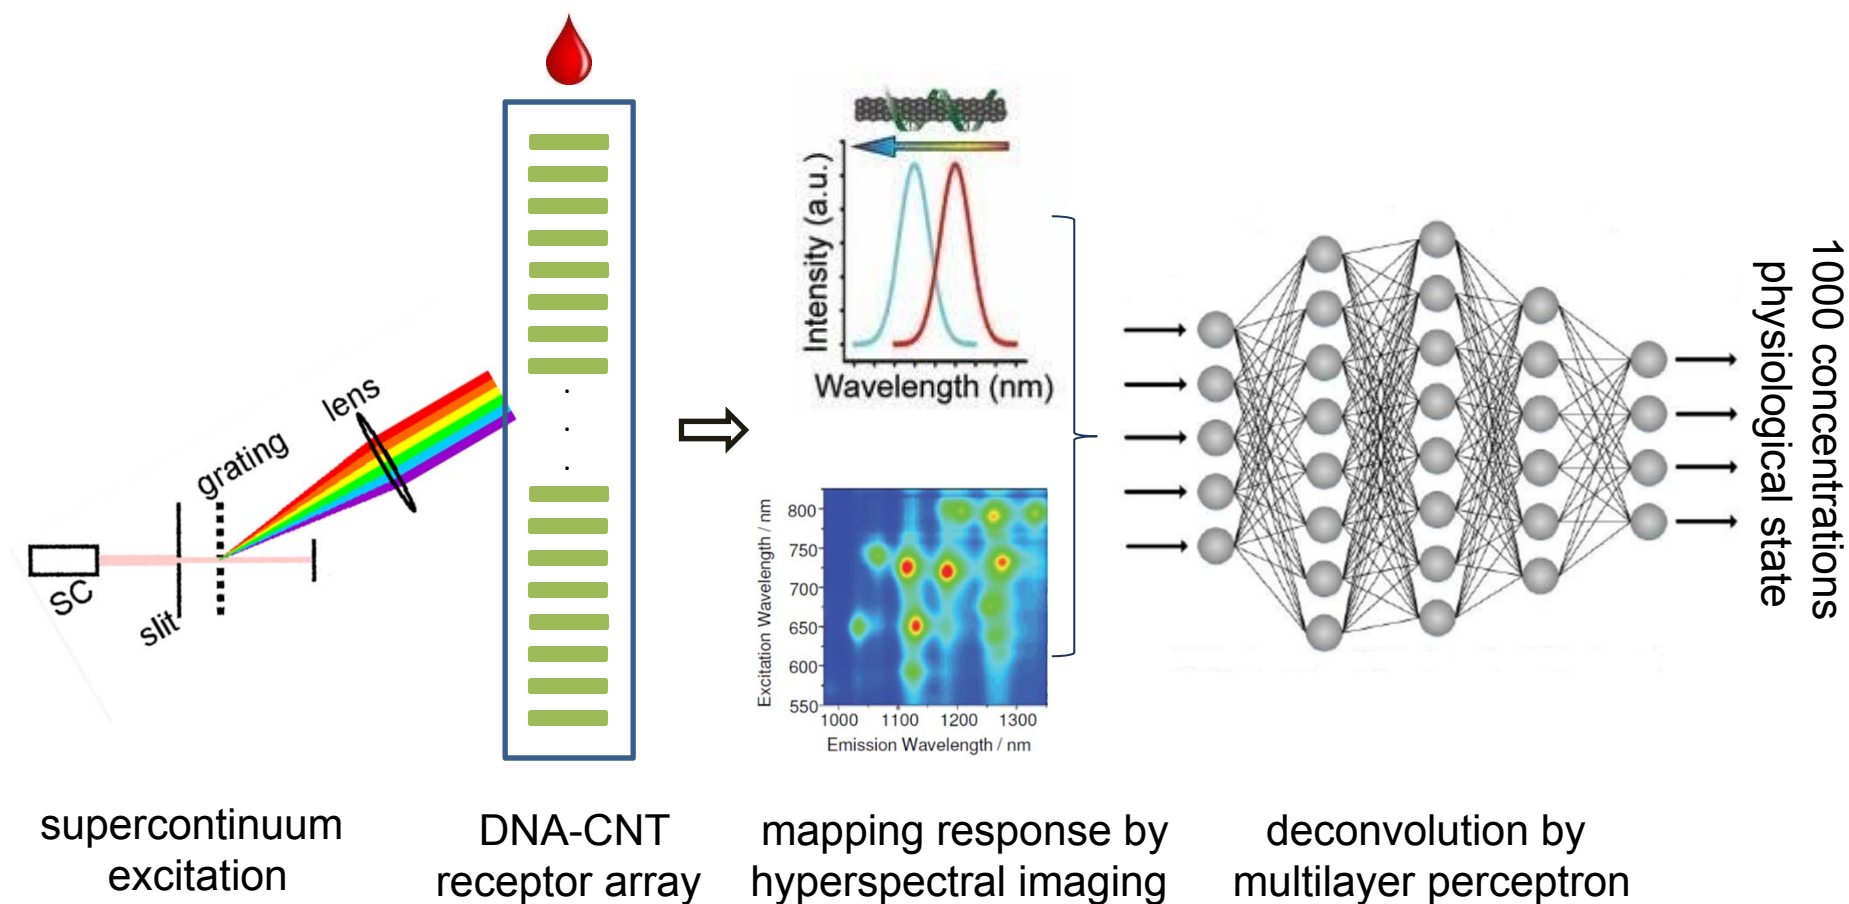 SC
slit
grating
lens
Intensity (a.u.)
Wavelength (nm)
Excitation Wavelength / nm
800
750
700
650
600
550
1000 1100 1200 1300
Emission Wavelength / nm
1000 concentrations
physiological state
supercontinuum
excitation
DNA-CNT
receptor array
mapping response by
hyperspectral imaging
deconvolution by
multilayer perceptron